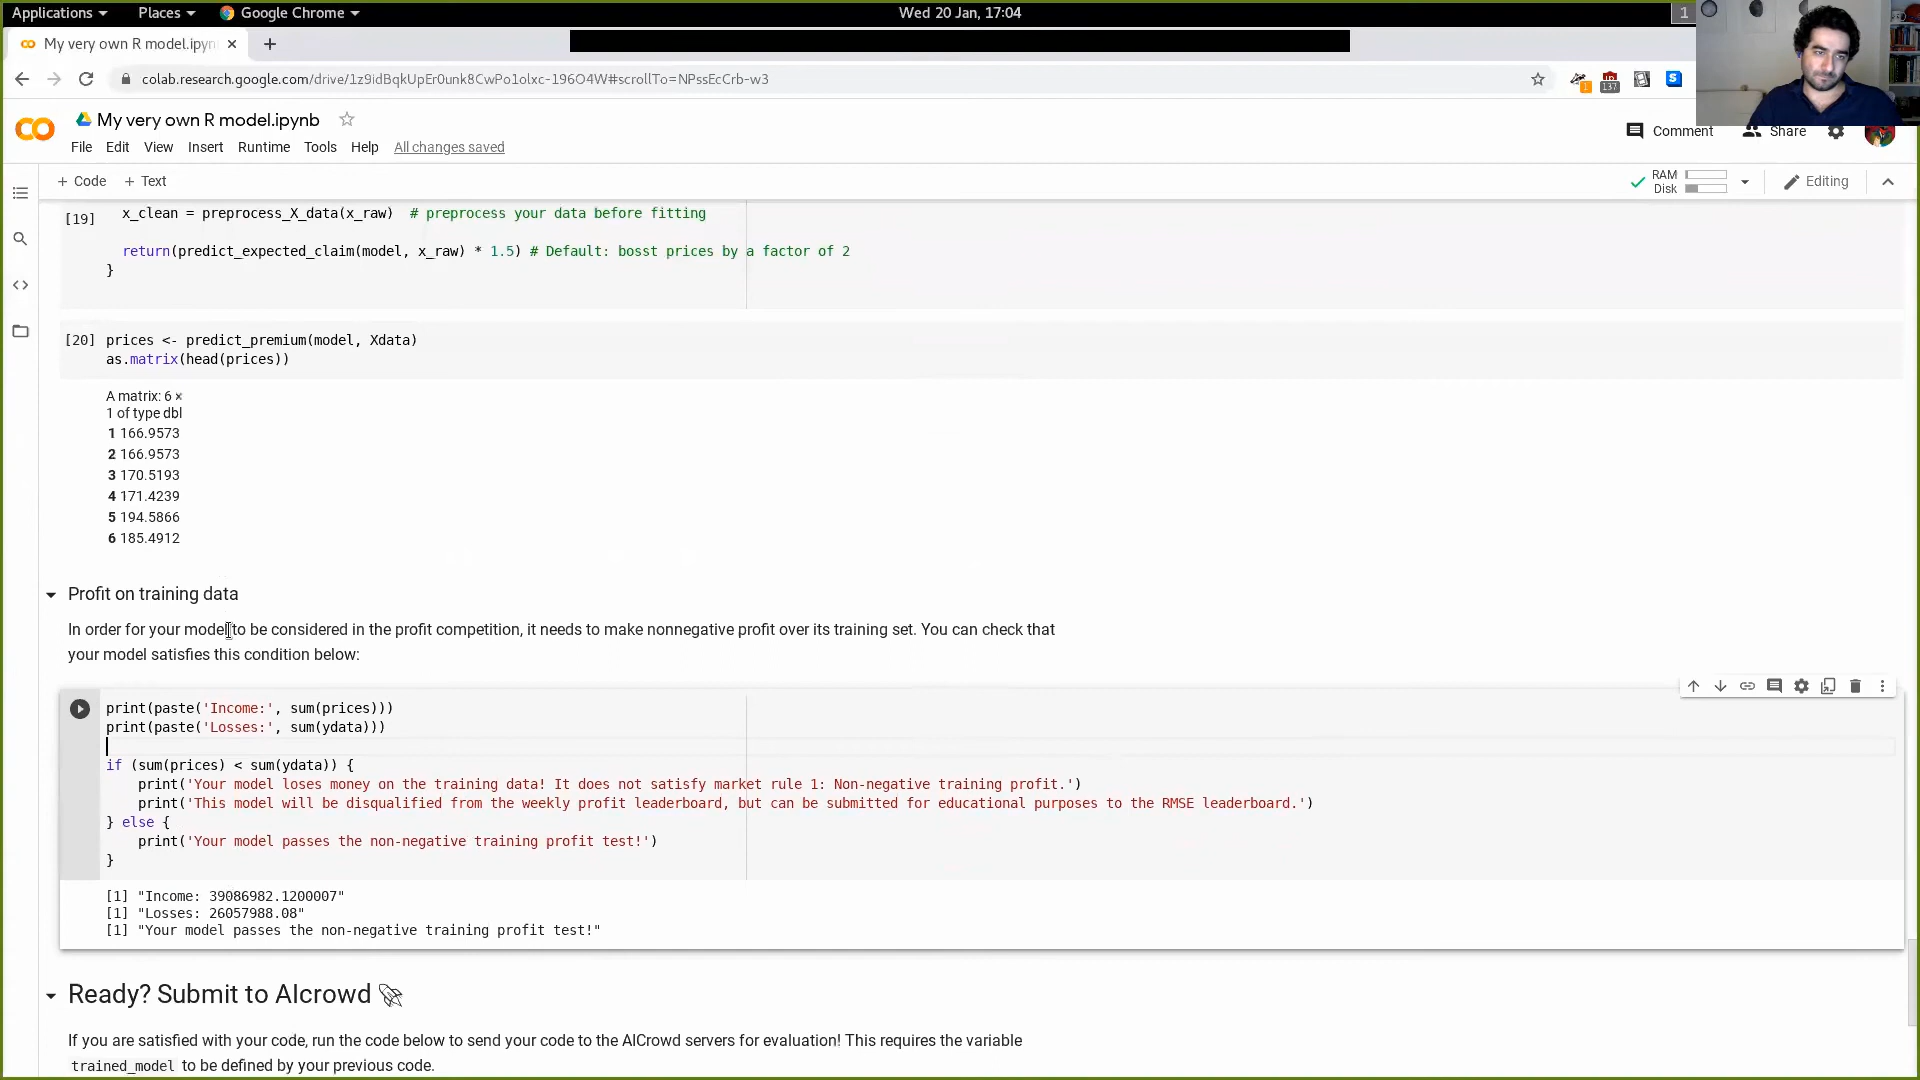 Applications Places Google Chrome Wed 20 Jan, 17:04 1
My very own R model.ipyn
colab.research.google.com/drive/1z9idBqkUpEr0unk8CwPo1olxc-196O4W#scrollTo=NPssEcCrb-w3 1 137 S
My very own R model.ipynb
Comment Share
File Edit View Insert Runtime Tools Help All changes saved
+ Code + Text RAM Disk Editing
[19] x_clean = preprocess_X_data(x_raw)  # preprocess your data before fitting
return(predict_expected_claim(model, x_raw) * 1.5) # Default: bosst prices by a factor of 2
}
[20] prices <- predict_premium(model, Xdata)
as.matrix(head(prices))
A matrix: 6 ×
1 of type dbl
1 166.9573
2 166.9573
3 170.5193
4 171.4239
5 194.5866
6 185.4912
Profit on training data
In order for your model to be considered in the profit competition, it needs to make nonnegative profit over its training set. You can check that
your model satisfies this condition below:
print(paste('Income:', sum(prices)))
print(paste('Losses:', sum(ydata)))
if (sum(prices) < sum(ydata)) {
print('Your model loses money on the training data! It does not satisfy market rule 1: Non-negative training profit.')
print('This model will be disqualified from the weekly profit leaderboard, but can be submitted for educational purposes to the RMSE leaderboard.')
} else {
print('Your model passes the non-negative training profit test!')
}
[1] "Income: 39086982.1200007"
[1] "Losses: 26057988.08"
[1] "Your model passes the non-negative training profit test!"
Ready? Submit to AIcrowd 🚀
If you are satisfied with your code, run the code below to send your code to the AICrowd servers for evaluation! This requires the variable
trained_model to be defined by your previous code.